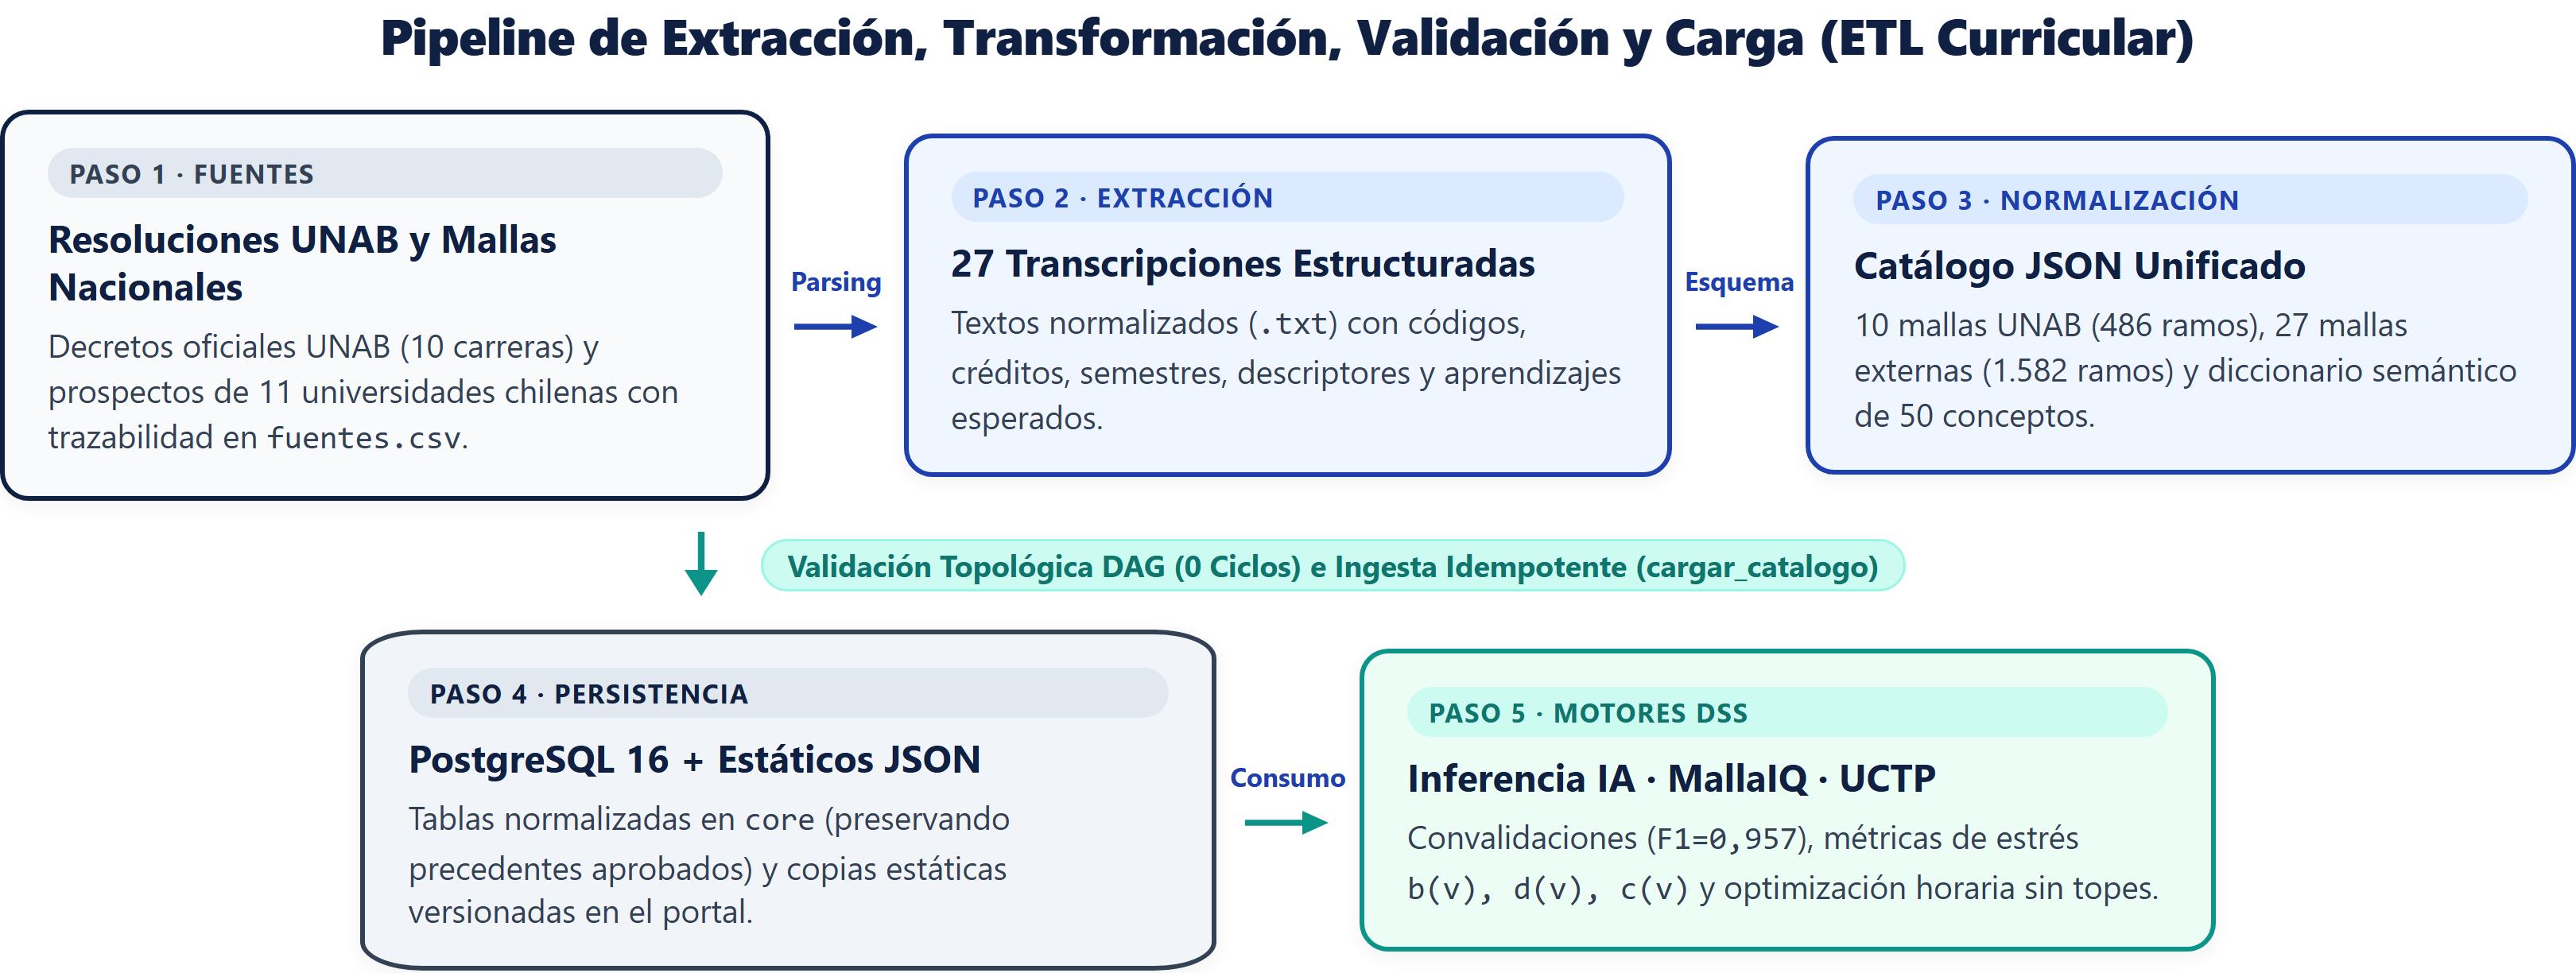 Pipeline de Extracción, Transformación, Validación y Carga (ETL Curricular)
PASO 1 · FUENTES
Resoluciones UNAB y Mallas
Nacionales
Decretos oficiales UNAB (10 carreras) y
prospectos de 11 universidades chilenas con
trazabilidad en fuentes.csv.
Parsing
PASO 2 · EXTRACCIÓN
27 Transcripciones Estructuradas
Textos normalizados (.txt) con códigos,
créditos, semestres, descriptores y aprendizajes
esperados.
Esquema
PASO 3 · NORMALIZACIÓN
Catálogo JSON Unificado
10 mallas UNAB (486 ramos), 27 mallas
externas (1.582 ramos) y diccionario semántico
de 50 conceptos.
Validación Topológica DAG (0 Ciclos) e Ingesta Idempotente (cargar_catalogo)
PASO 4 · PERSISTENCIA
PostgreSQL 16 + Estáticos JSON
Tablas normalizadas en core (preservando
precedentes aprobados) y copias estáticas
versionadas en el portal.
Consumo
PASO 5 · MOTORES DSS
Inferencia IA · MallaIQ · UCTP
Convalidaciones (F1=0,957), métricas de estrés
b(v), d(v), c(v) y optimización horaria sin topes.